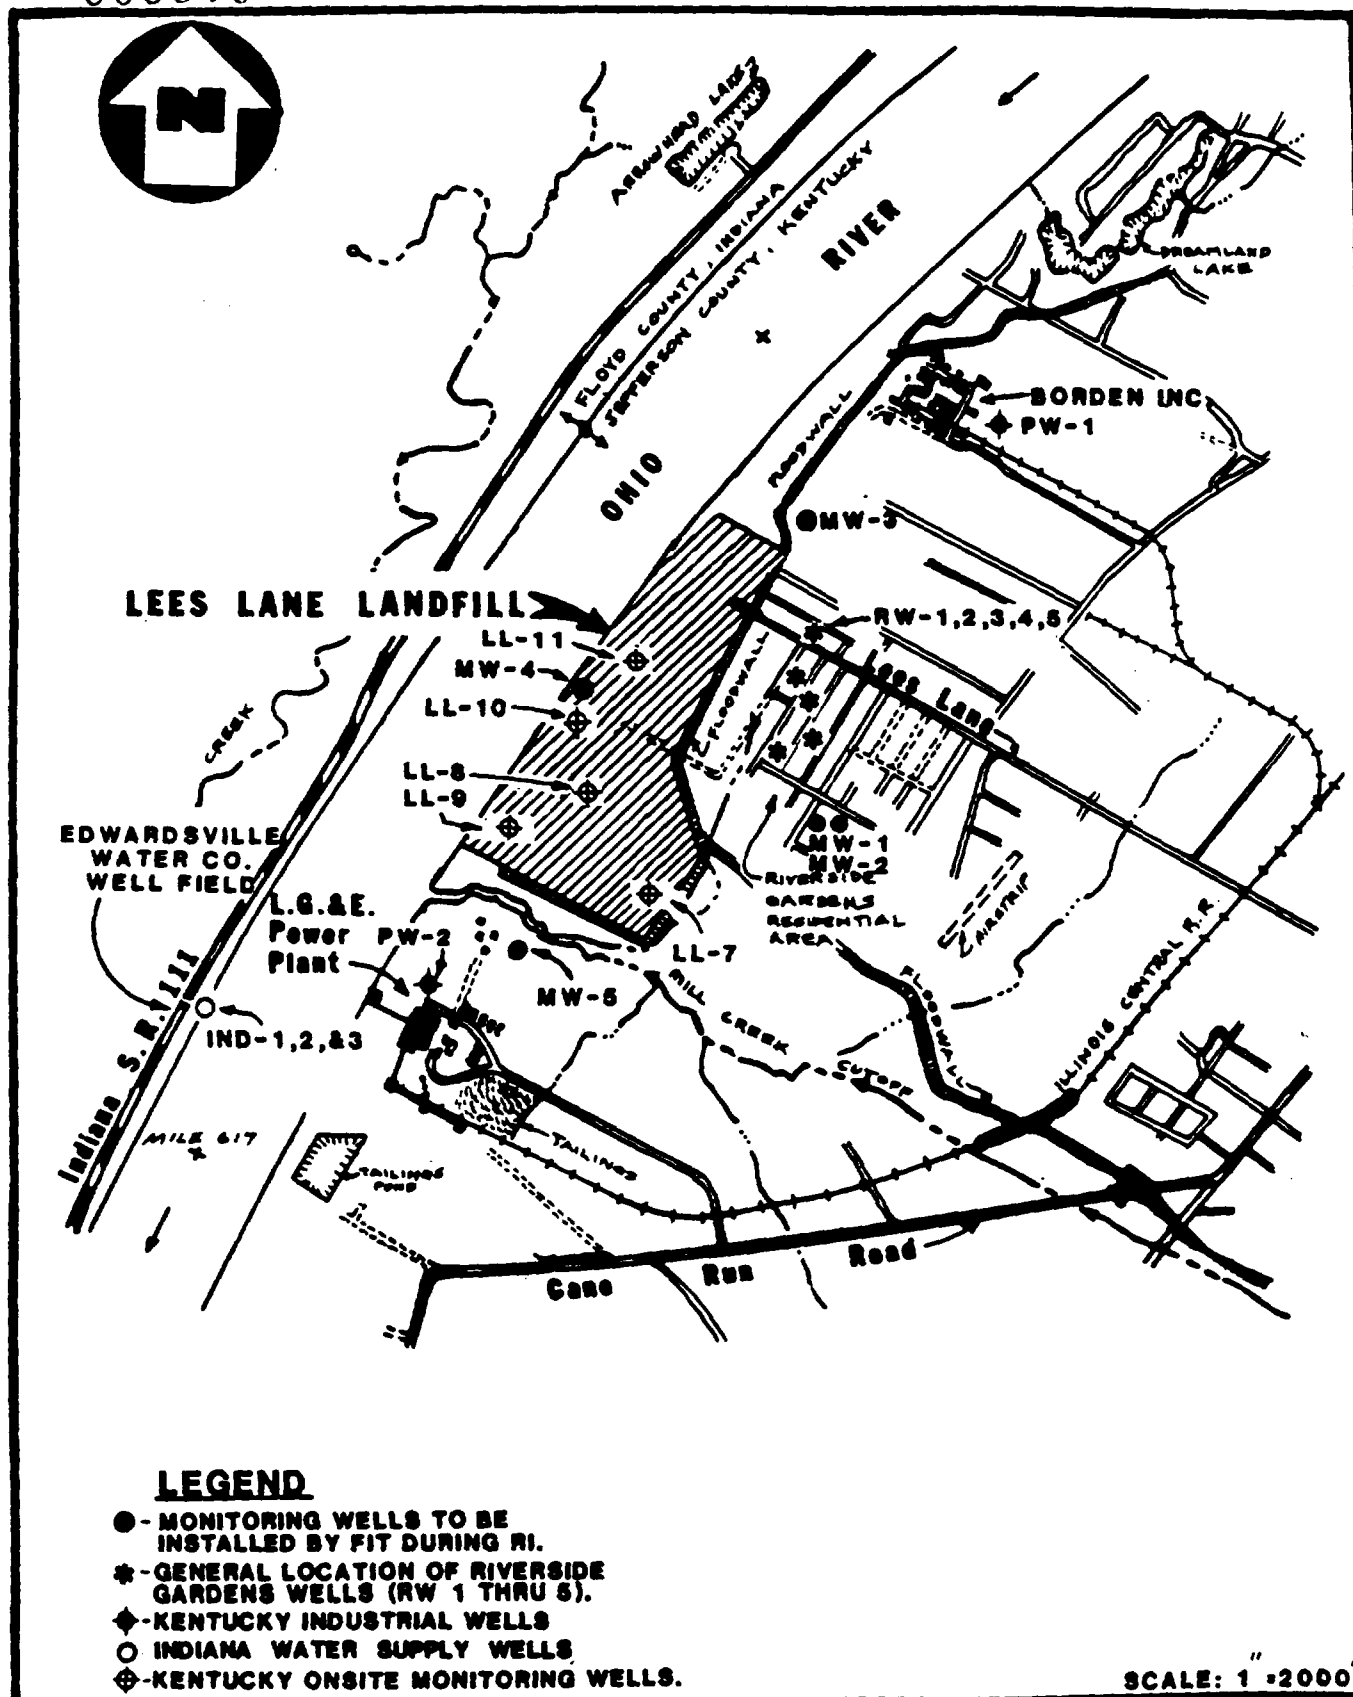 N
ARROWHEAD LAKE
FLOYD COUNTY, INDIANA
JEFFERSON COUNTY, KENTUCKY
OHIO
RIVER
DREAMLAND
LAKE
BORDEN INC.
PW-1
FLOODWALL
MW-3
LEES LANE LANDFILL
LL-11
MW-4
LL-10
LL-8
LL-9
RW-1,2,3,4,5
Lees Lane
FLOODWALL
CREEK
EDWARDSVILLE
WATER CO.
WELL FIELD
MW-1
MW-2
RIVERSIDE
GARDENS
RESIDENTIAL
AREA
AIRSTRIP
L.G.&E.
Power
Plant
PW-2
LL-7
MW-5
MILL
CREEK
CUTOFF
FLOODWALL
ILLINOIS CENTRAL R.R.
IND-1,2,&3
Indiana S.R. 111
MILE 617
TAILINGS
POND
TAILINGS
Cane Run Road
LEGEND
- MONITORING WELLS TO BE
INSTALLED BY FIT DURING RI.
- GENERAL LOCATION OF RIVERSIDE
GARDENS WELLS (RW 1 THRU 5).
- KENTUCKY INDUSTRIAL WELLS
INDIANA WATER SUPPLY WELLS
- KENTUCKY ONSITE MONITORING WELLS.
SCALE: 1" = 2000'